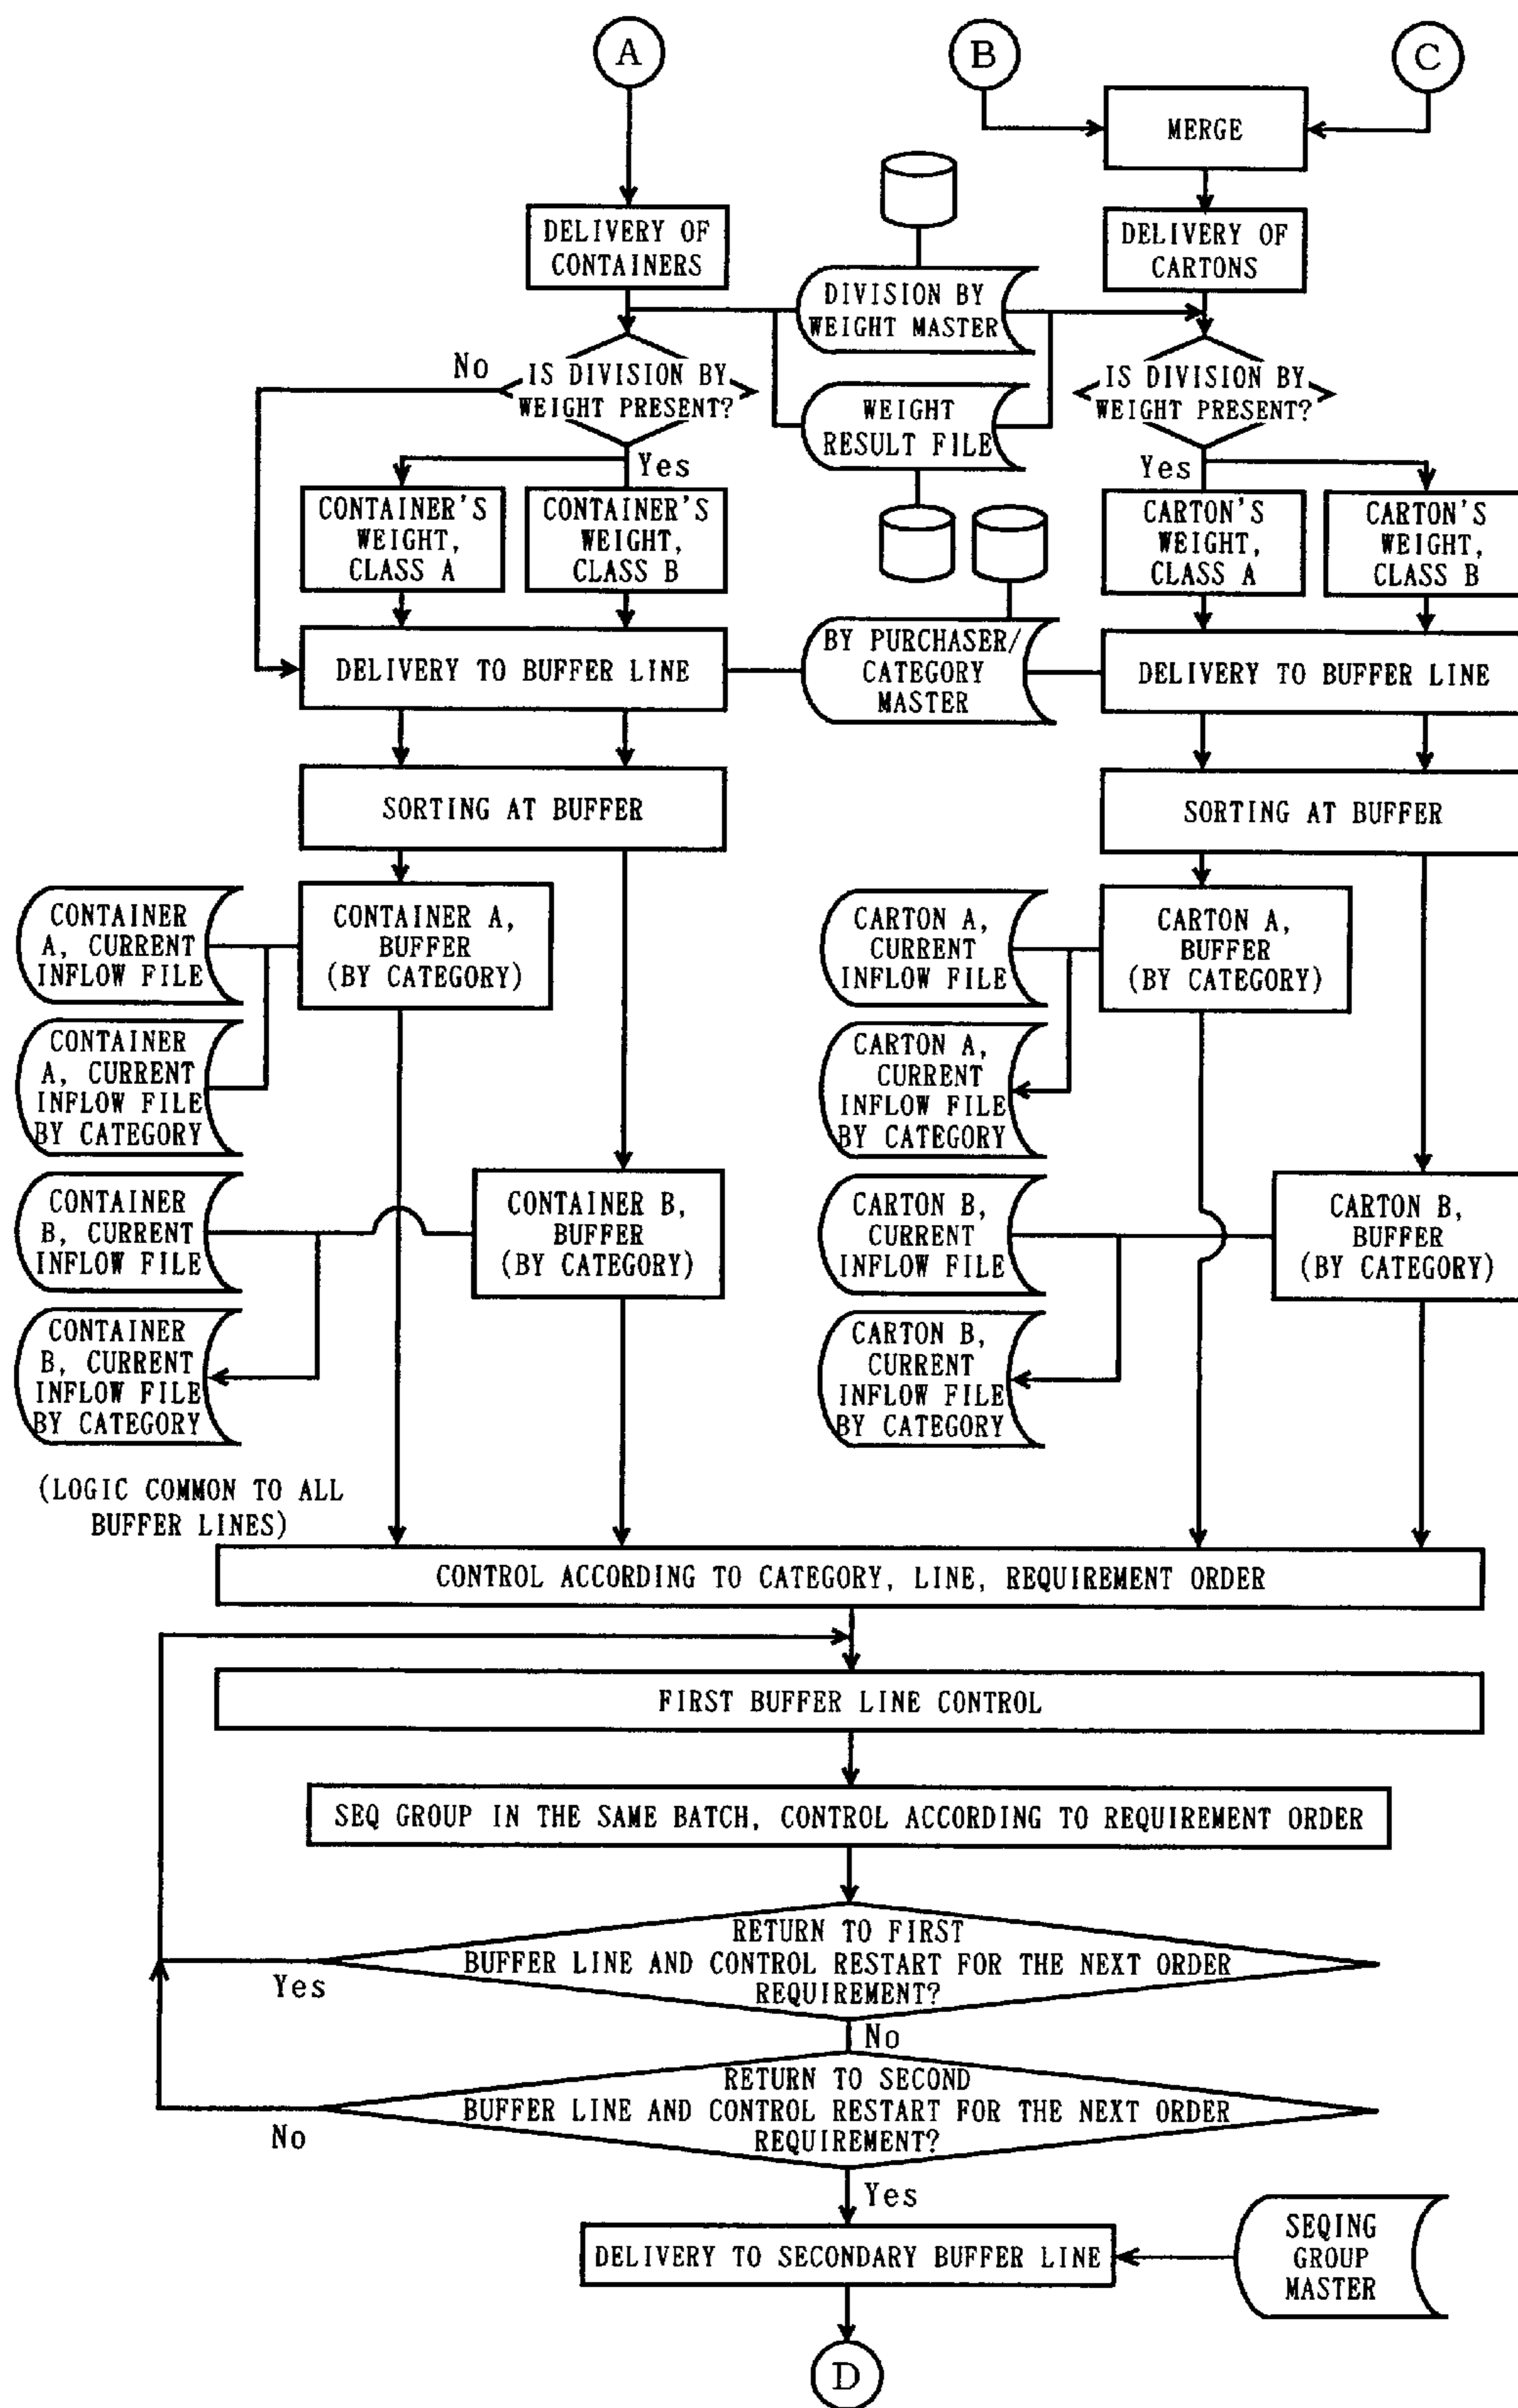 A
B
C
MERGE
DELIVERY OF
CONTAINERS
DIVISION BY
WEIGHT MASTER
DELIVERY OF
CARTONS
No
IS DIVISION BY
WEIGHT PRESENT?
WEIGHT
RESULT FILE
IS DIVISION BY
WEIGHT PRESENT?
Yes
Yes
CONTAINER'S
WEIGHT,
CLASS A
CONTAINER'S
WEIGHT,
CLASS B
CARTON'S
WEIGHT,
CLASS A
CARTON'S
WEIGHT,
CLASS B
DELIVERY TO BUFFER LINE
BY PURCHASER/
CATEGORY
MASTER
DELIVERY TO BUFFER LINE
SORTING AT BUFFER
SORTING AT BUFFER
CONTAINER
A, CURRENT
INFLOW FILE
CONTAINER A,
BUFFER
(BY CATEGORY)
CARTON A,
CURRENT
INFLOW FILE
CARTON A,
BUFFER
(BY CATEGORY)
CONTAINER
A, CURRENT
INFLOW FILE
BY CATEGORY
CARTON A,
CURRENT
INFLOW FILE
BY CATEGORY
CONTAINER
B, CURRENT
INFLOW FILE
CONTAINER B,
BUFFER
(BY CATEGORY)
CARTON B,
CURRENT
INFLOW FILE
CARTON B,
BUFFER
(BY CATEGORY)
CONTAINER
B, CURRENT
INFLOW FILE
BY CATEGORY
CARTON B,
CURRENT
INFLOW FILE
BY CATEGORY
(LOGIC COMMON TO ALL
BUFFER LINES)
CONTROL ACCORDING TO CATEGORY, LINE, REQUIREMENT ORDER
FIRST BUFFER LINE CONTROL
SEQ GROUP IN THE SAME BATCH, CONTROL ACCORDING TO REQUIREMENT ORDER
RETURN TO FIRST
BUFFER LINE AND CONTROL RESTART FOR THE NEXT ORDER
REQUIREMENT?
Yes
No
RETURN TO SECOND
BUFFER LINE AND CONTROL RESTART FOR THE NEXT ORDER
REQUIREMENT?
No
Yes
DELIVERY TO SECONDARY BUFFER LINE
SEQING
GROUP
MASTER
D